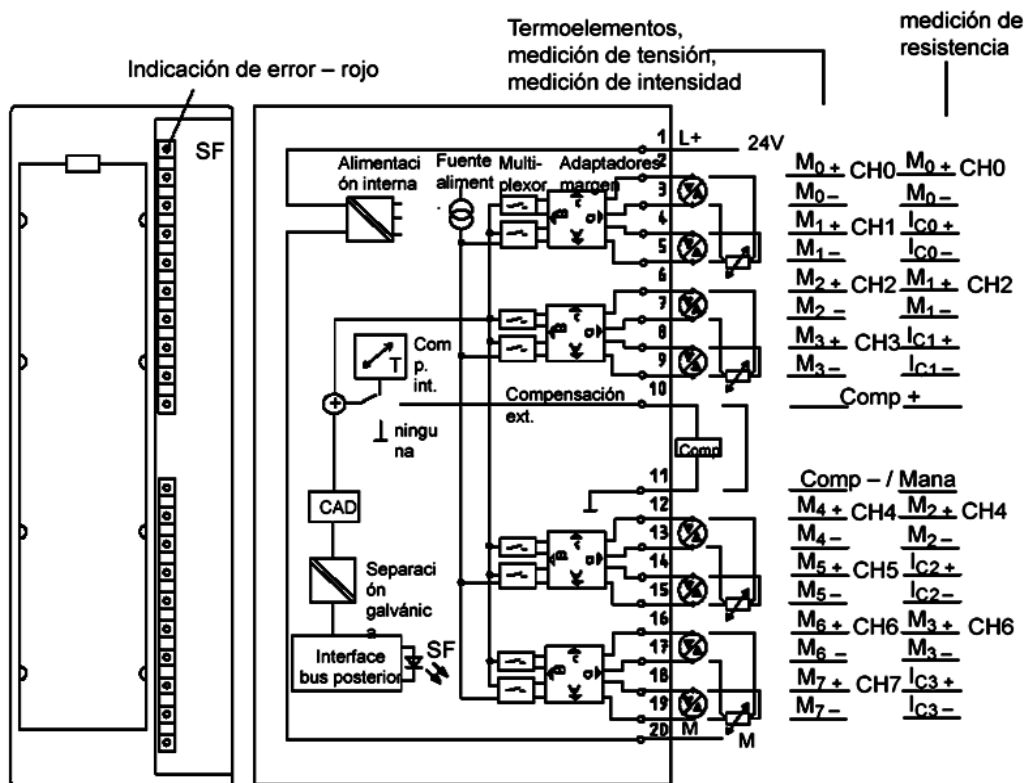 Termoelementos,
medición de tensión,
medición de intensidad
medición de
resistencia
Indicación de error – rojo
SF
Alimentaci
ón interna
Fuente
aliment
Multi-
plexor
Adaptadores
margen
1 L+ 24V
2
3
4
5
6
7
8
9
10
11
12
13
14
15
16
17
18
19
20
M
M
Com
p.
int.
T
ningu
na
Compensación
ext.
Comp
CAD
Separaci
ón
galvánic
a
Interface
bus posterior
SF
M0 + CH0 M0 + CH0
M0 – M0 –
M1 + CH1 IC0 +
M1 – IC0 –
M2 + CH2 M1 + CH2
M2 – M1 –
M3 + CH3 IC1 +
M3 – IC1 –
Comp +
Comp – / Mana
M4 + CH4 M2 + CH4
M4 – M2 –
M5 + CH5 IC2 +
M5 – IC2 –
M6 + CH6 M3 + CH6
M6 – M3 –
M7 + CH7 IC3 +
M7 – IC3 –